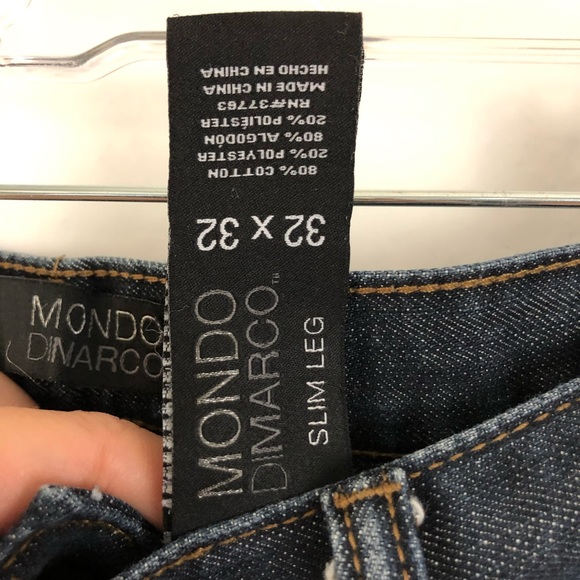 MONDO
DINARCO
MONDO
DIMARCO™
SLIM LEG
32 x 32
80% COTTON
20% POLYESTER
80% ALGODÓN
20% POLIÉSTER
RN#37763
MADE IN CHINA
HECHO EN CHINA